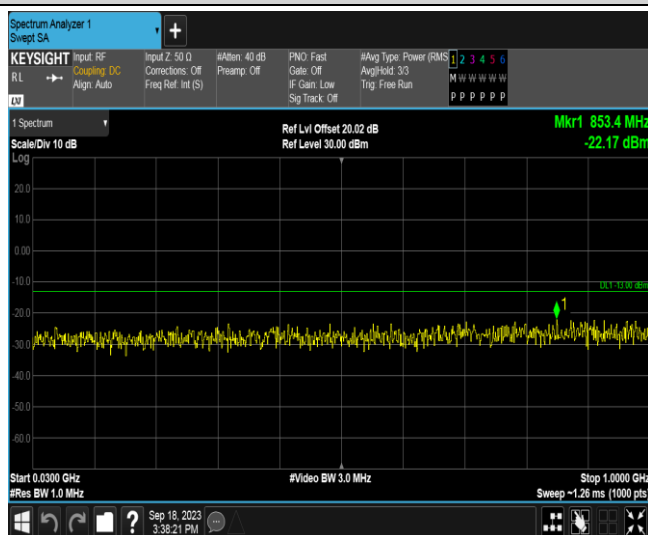 Spectrum Analyzer 1
Swept SA
+
KEYSIGHT Input: RF Input Z: 50 Ω #Atten: 40 dB PNO: Fast #Avg Type: Power (RMS 1 2 3 4 5 6
RL Coupling: DC Corrections: Off Preamp: Off Gate: Off Avg|Hold: 3/3 M W W W W W
Align: Auto Freq Ref: Int (S) IF Gain: Low Trig: Free Run
LXI Sig Track: Off P P P P P P
1 Spectrum Ref Lvl Offset 20.02 dB Mkr1 853.4 MHz
Scale/Div 10 dB Ref Level 30.00 dBm -22.17 dBm
Log
20.0
10.0
0.00
-10.0
DL1 -13.00 dBm
1
-20.0
-30.0
-40.0
-50.0
-60.0
Start 0.0300 GHz #Video BW 3.0 MHz Stop 1.0000 GHz
#Res BW 1.0 MHz Sweep ~1.26 ms (1000 pts)
? Sep 18, 2023
3:38:21 PM